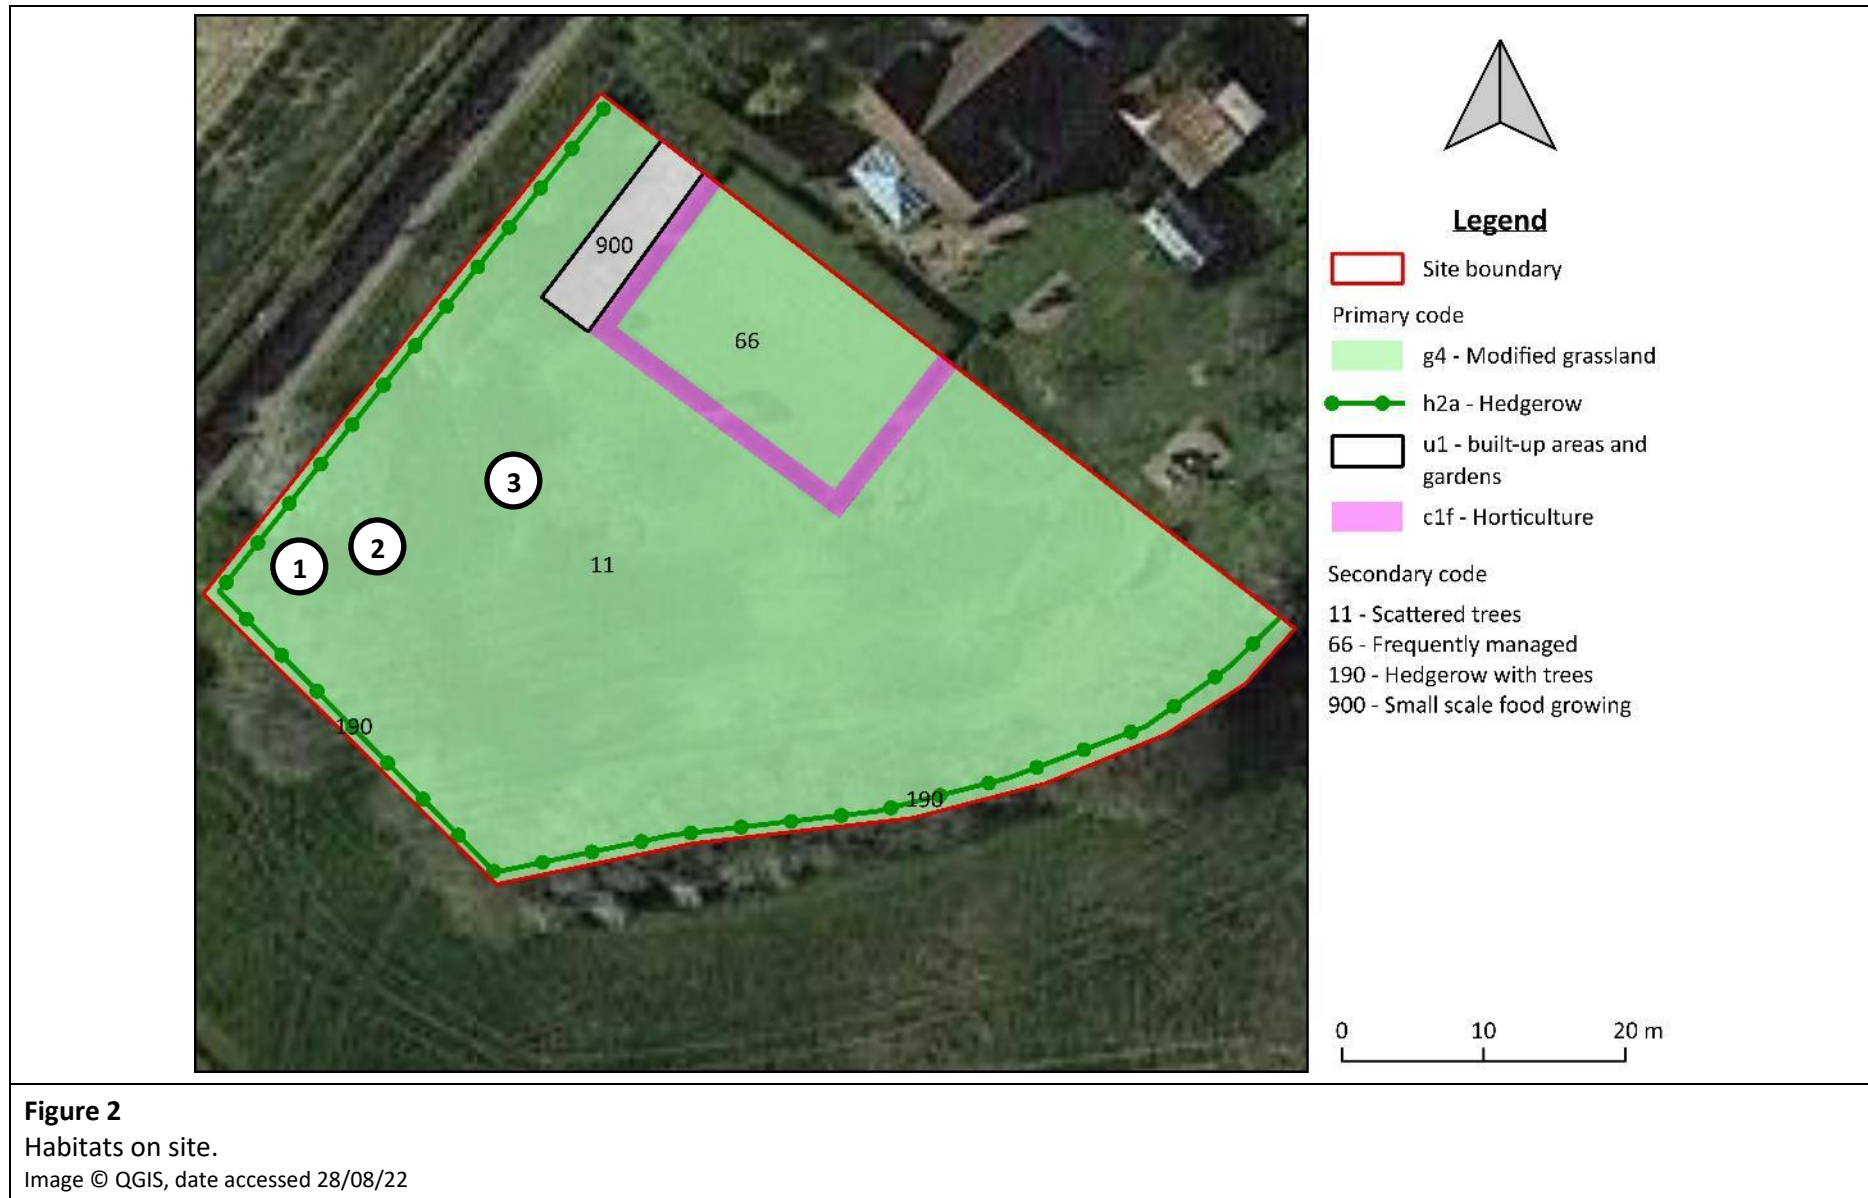 900
66
3
2
1
11
190
190
Legend
Site boundary
Primary code
g4 - Modified grassland
h2a - Hedgerow
u1 - built-up areas and
gardens
c1f - Horticulture
Secondary code
11 - Scattered trees
66 - Frequently managed
190 - Hedgerow with trees
900 - Small scale food growing
0 10 20 m
Figure 2
Habitats on site.
Image © QGIS, date accessed 28/08/22